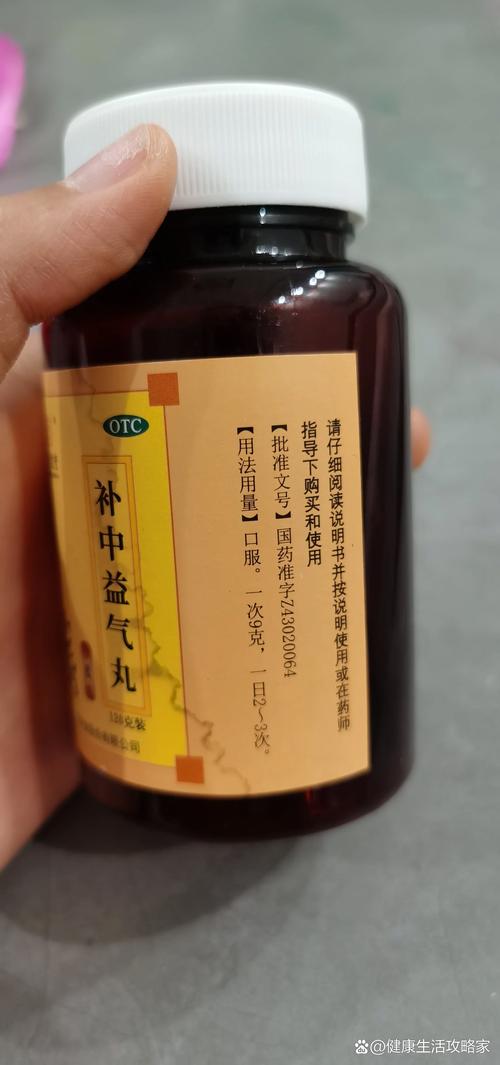 OTC
补中益气丸
120克装
有限公司
请仔细阅读说明书并按说明使用或在药师
指导下购买和使用
【批准文号】国药准字Z43020064
【用法用量】口服。一次9克，一日2～3次。
@健康生活攻略家